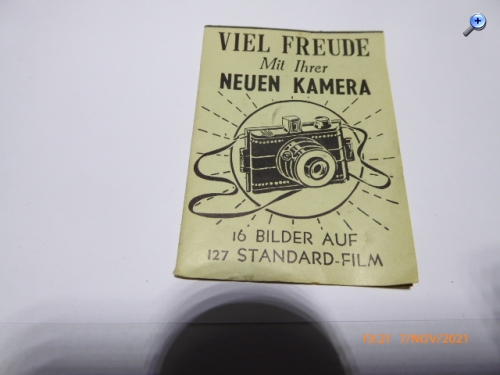 VIEL FREUDE
Mit Ihrer
NEUEN KAMERA
16 BILDER AUF
127 STANDARD-FILM
13:21 7/NOV/2021